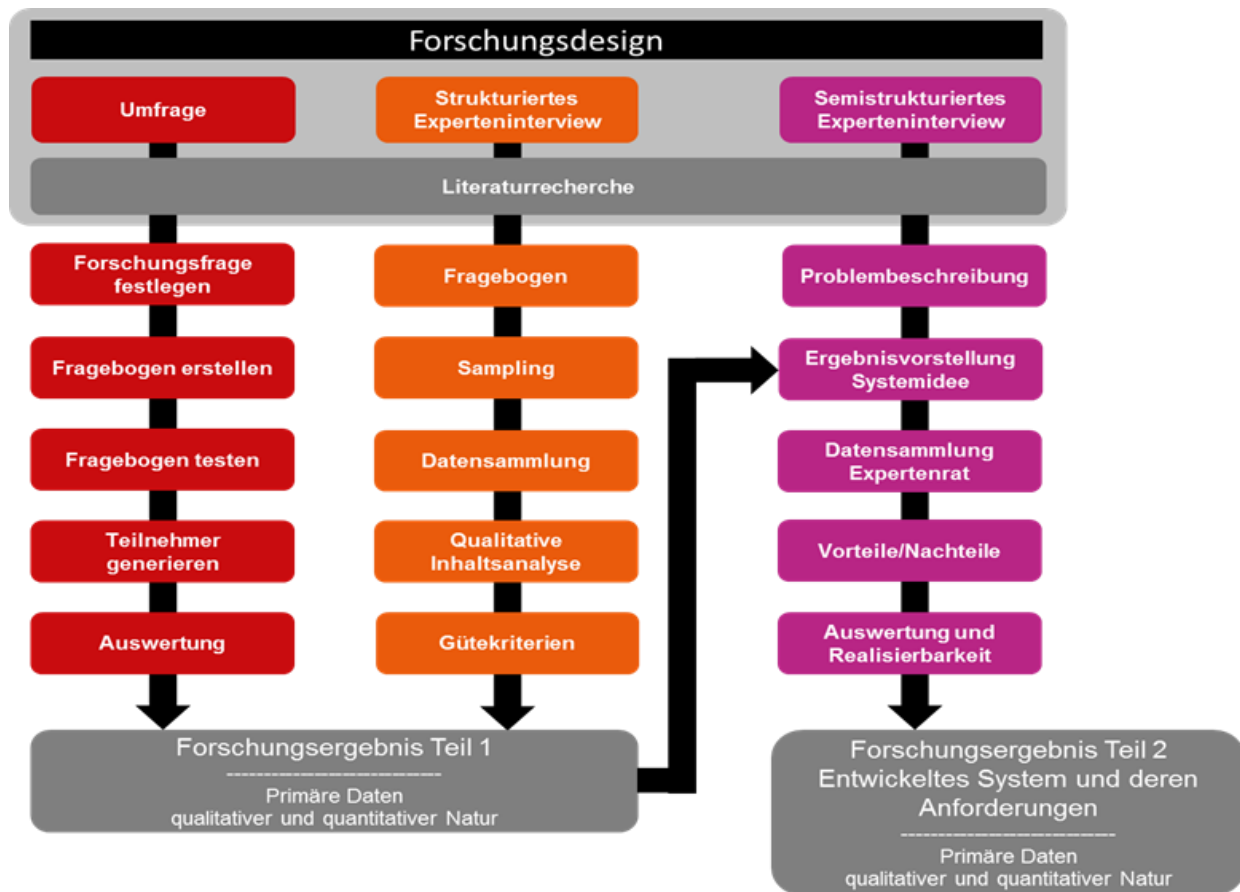 Forschungsdesign
Umfrage
Strukturiertes
Experteninterview
Semistrukturiertes
Experteninterview
Literaturrecherche
Forschungsfrage
festlegen
Fragebogen erstellen
Fragebogen testen
Teilnehmer
generieren
Auswertung
Fragebogen
Sampling
Datensammlung
Qualitative
Inhaltsanalyse
Gütekriterien
Problembeschreibung
Ergebnisvorstellung
Systemidee
Datensammlung
Expertenrat
Vorteile/Nachteile
Auswertung und
Realisierbarkeit
Forschungsergebnis Teil 1
------------------------------
Primäre Daten
qualitativer und quantitativer Natur
Forschungsergebnis Teil 2
Entwickeltes System und deren
Anforderungen
------------------------------
Primäre Daten
qualitativer und quantitativer Natur